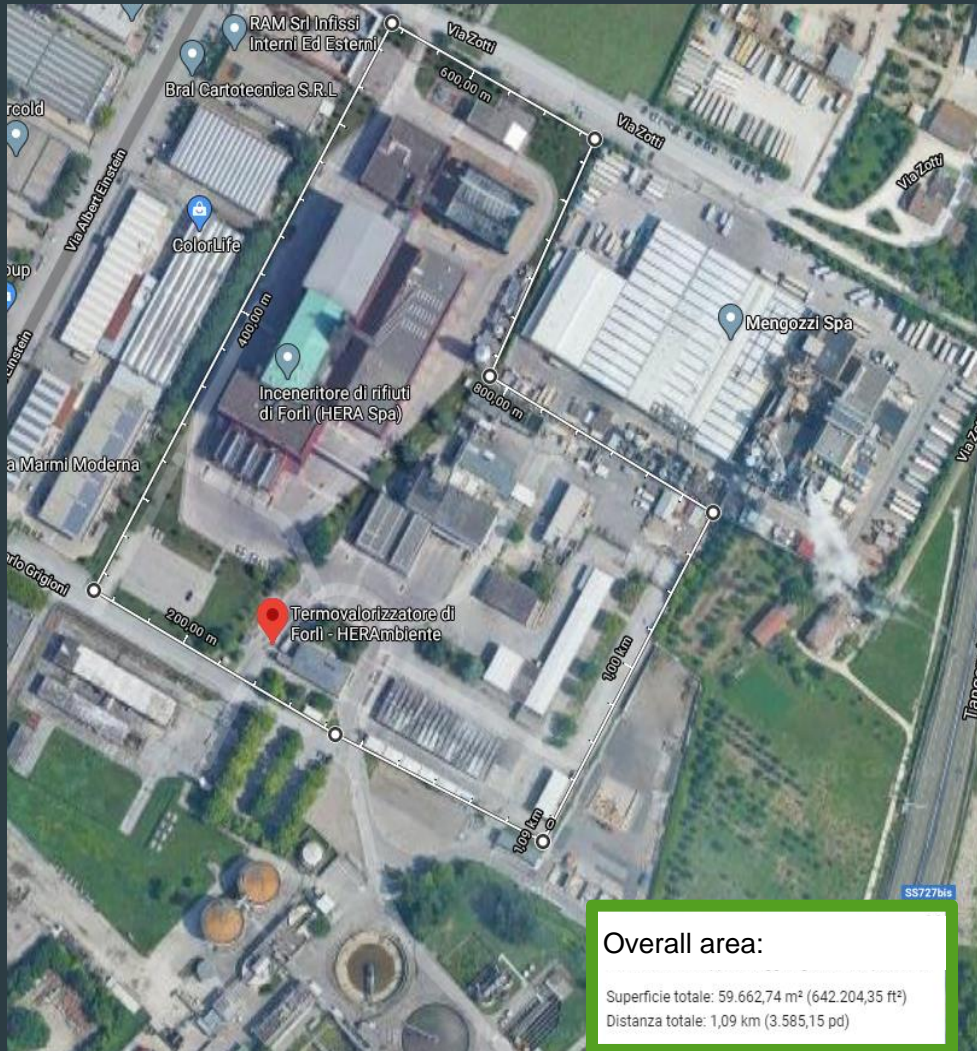 RAM Srl Infissi
Interni Ed Esterni
Via Zotti
600,00 m
Bral Cartotecnica S.R.L
Via Zotti
Via Zotti
Via Albert Einstein
ColorLife
400,00 m
Mengozzi Spa
Einstein
Inceneritore di rifiuti
di Forlì (HERA Spa)
800,00 m
a Marmi Moderna
200,00 m
Termovalorizzatore di
Forlì - HERAmbiente
1,00 km
1,09 km
0
SS727bis
Overall area:
Superficie totale: 59.662,74 m² (642.204,35 ft²)
Distanza totale: 1,09 km (3.585,15 pd)